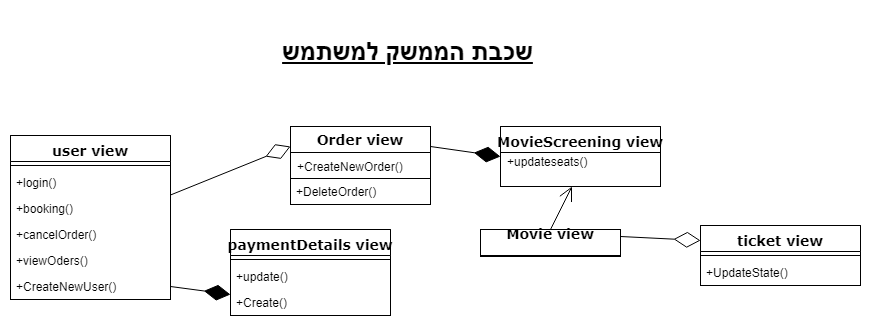 שכבת הממשק למשתמש
user view
+login()
+booking()
+cancelOrder()
+viewOders()
+CreateNewUser()
Order view
+CreateNewOrder()
+DeleteOrder()
MovieScreening view
+updateseats()
paymentDetails view
+update()
+Create()
Movie view
ticket view
+UpdateState()